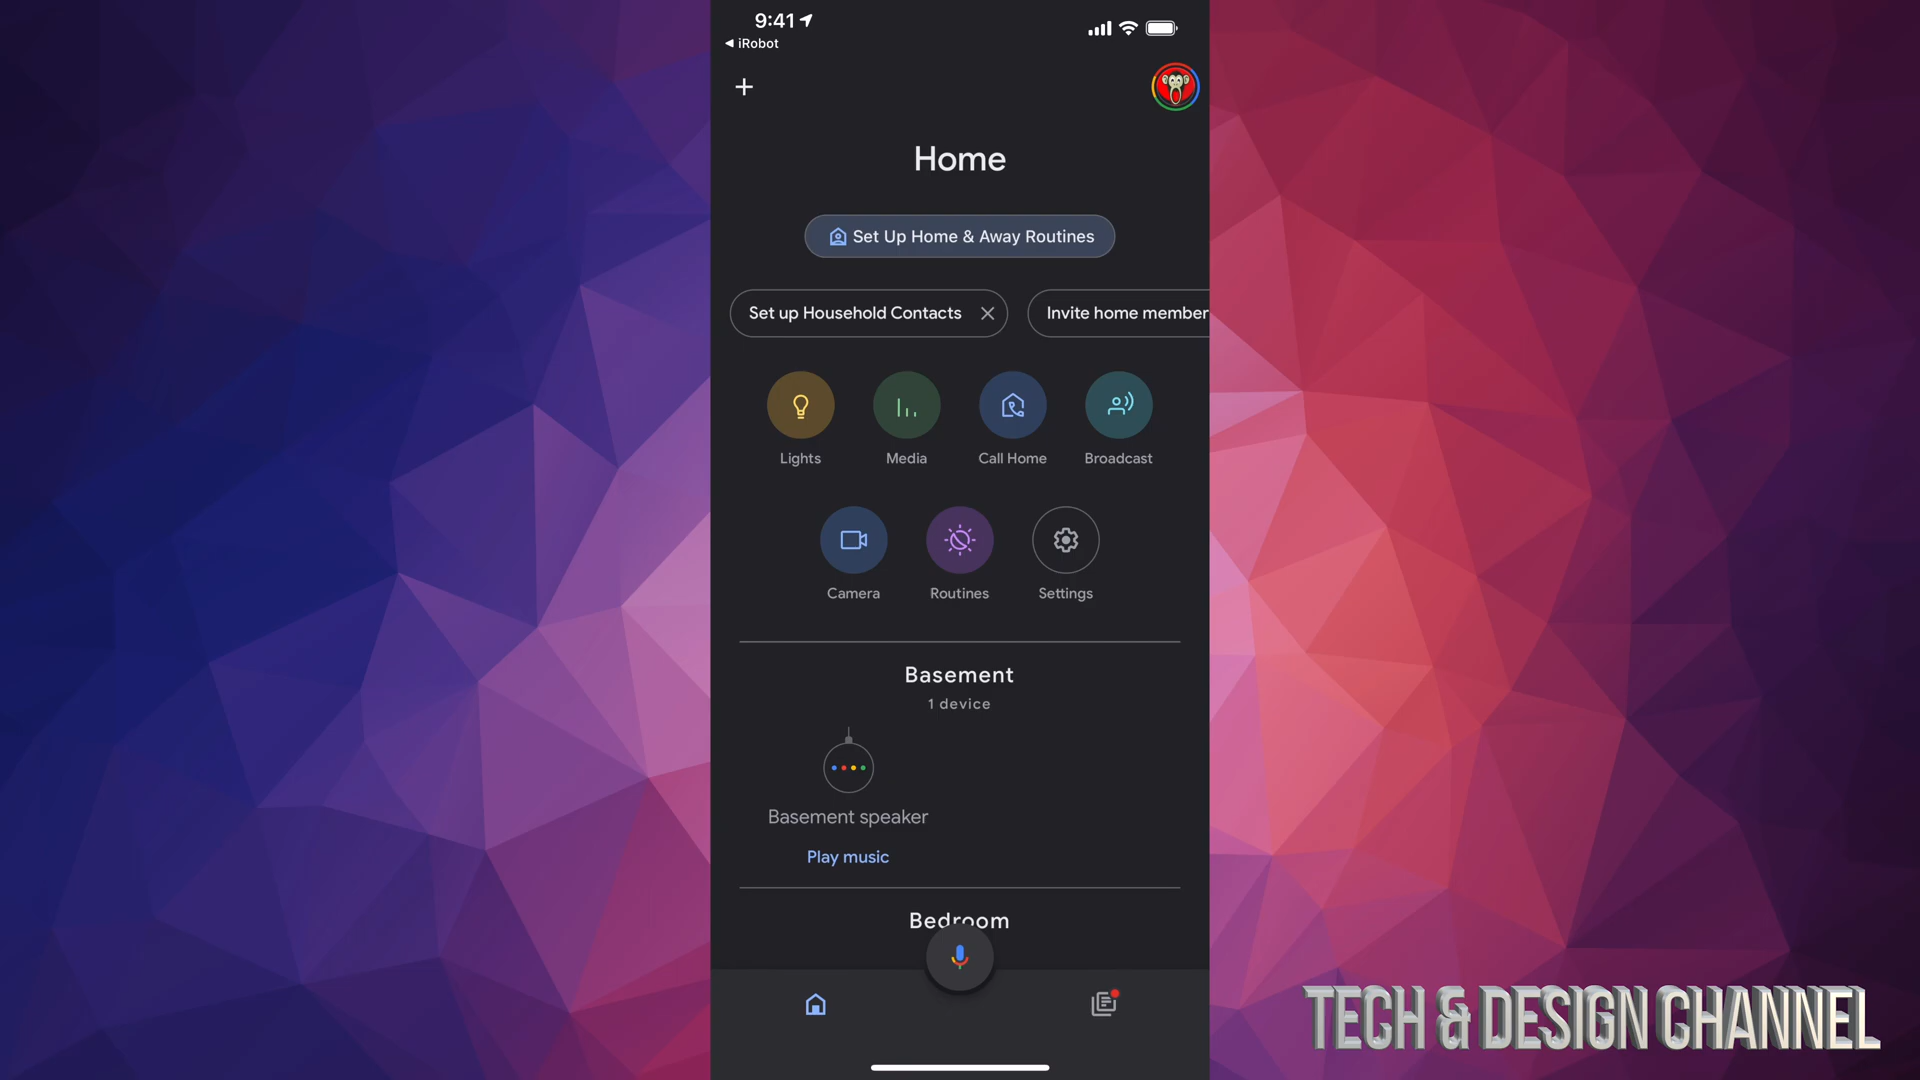 9:41
◀ iRobot
Home
Set Up Home & Away Routines
Set up Household Contacts
Invite home member
Lights
Media
Call Home
Broadcast
Camera
Routines
Settings
Basement
1 device
Basement speaker
Play music
Bedroom
TECH & DESIGN CHANNEL